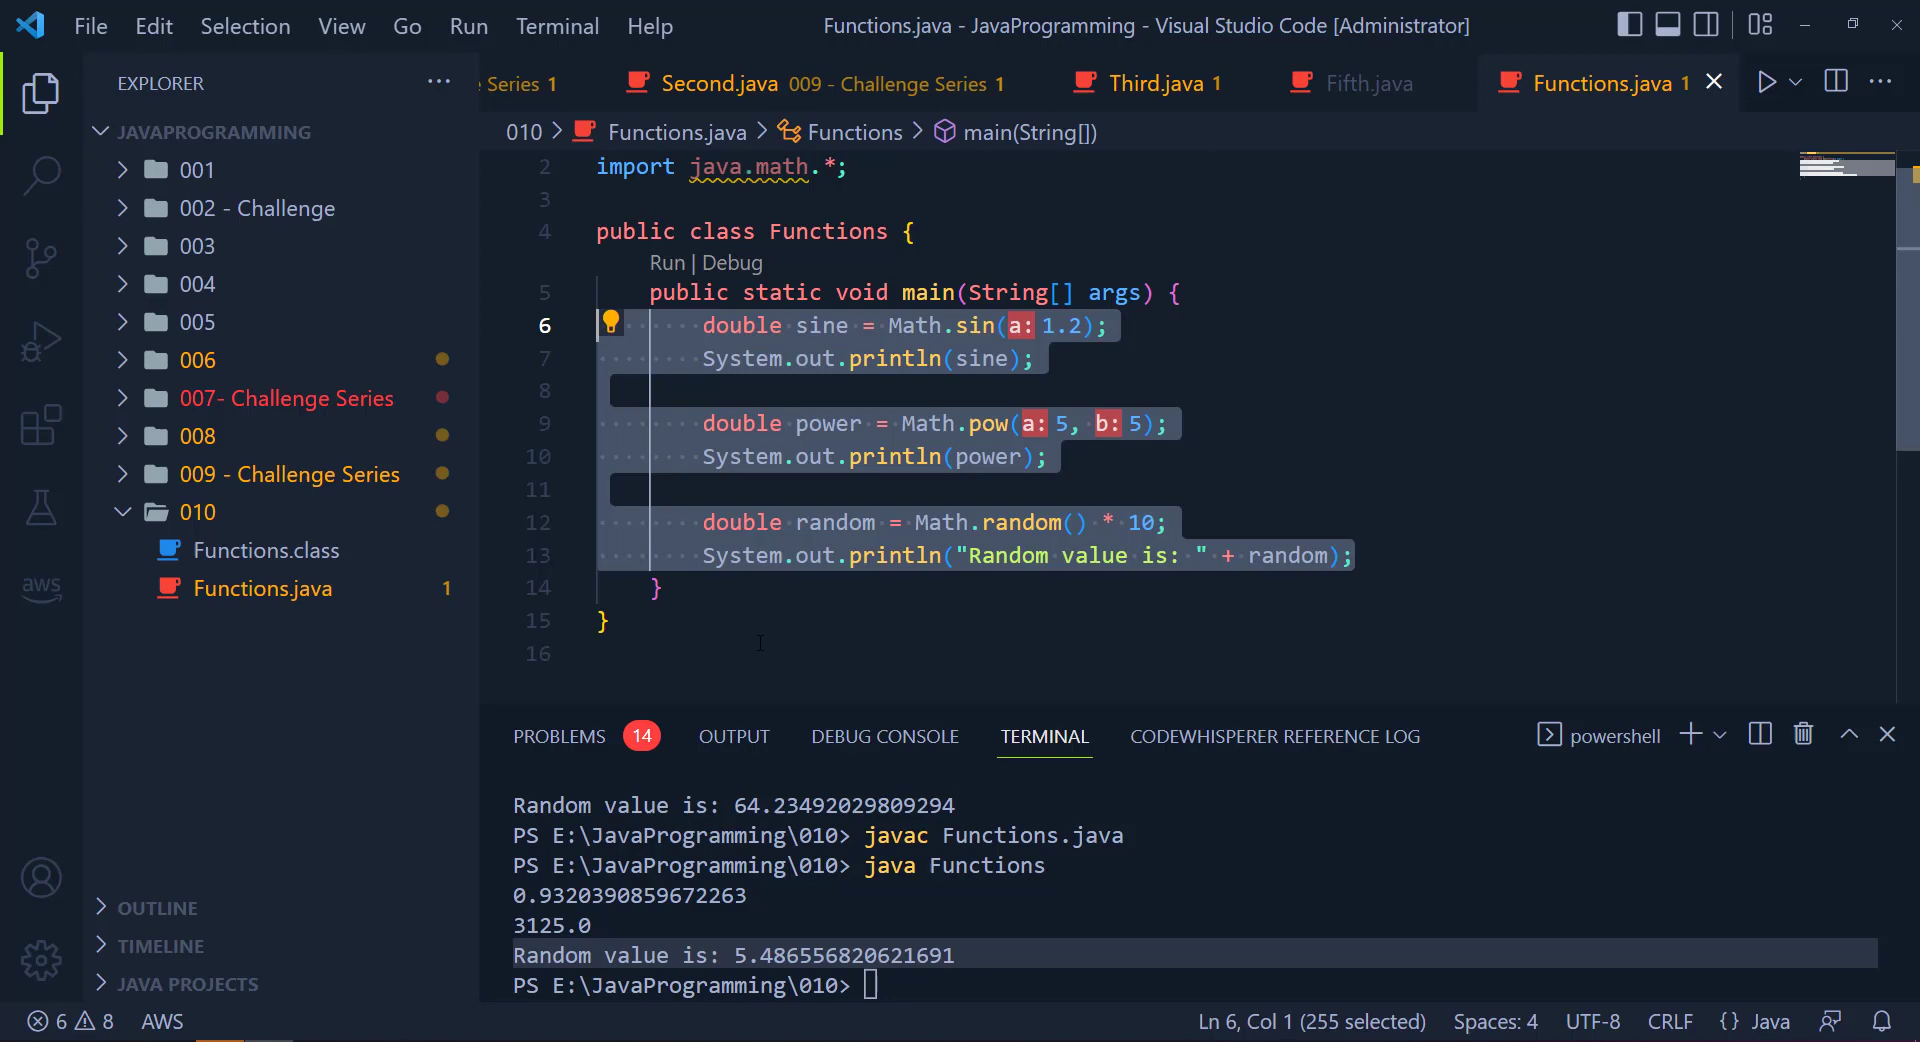 File Edit Selection View Go Run Terminal Help
Functions.java - JavaProgramming - Visual Studio Code [Administrator]
EXPLORER
JAVAPROGRAMMING
001
002 - Challenge
003
004
005
006
007- Challenge Series
008
009 - Challenge Series
010
Functions.class
Functions.java 1
OUTLINE
TIMELINE
JAVA PROJECTS
aws
e Series 1
Second.java 009 - Challenge Series 1
Third.java 1
Fifth.java
Functions.java 1
010 > Functions.java > Functions > main(String[])
2 import java.math.*;
3
4 public class Functions {
Run | Debug
5 public static void main(String[] args) {
6 double sine = Math.sin(a: 1.2);
7 System.out.println(sine);
8
9 double power = Math.pow(a: 5, b: 5);
10 System.out.println(power);
11
12 double random = Math.random() * 10;
13 System.out.println("Random value is: " + random);
14 }
15 }
16
PROBLEMS 14 OUTPUT DEBUG CONSOLE TERMINAL CODEWHISPERER REFERENCE LOG
powershell
Random value is: 64.23492029809294
PS E:\JavaProgramming\010> javac Functions.java
PS E:\JavaProgramming\010> java Functions
0.9320390859672263
3125.0
Random value is: 5.486556820621691
PS E:\JavaProgramming\010>
6 8 AWS
Ln 6, Col 1 (255 selected) Spaces: 4 UTF-8 CRLF {} Java